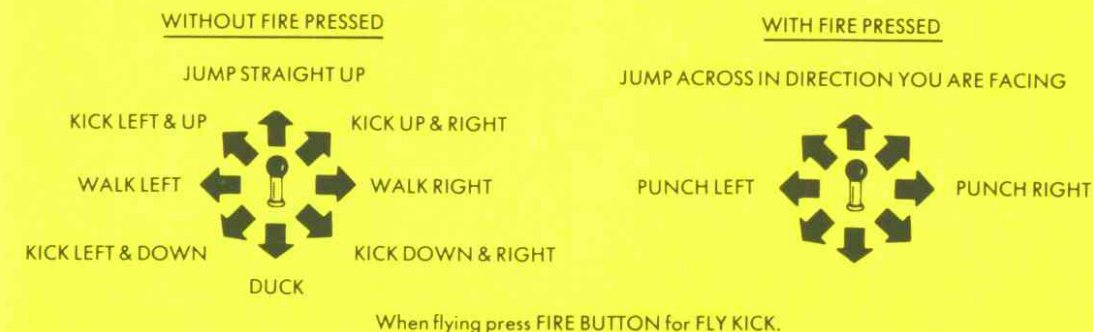 WITHOUT FIRE PRESSED
JUMP STRAIGHT UP
KICK LEFT & UP
KICK UP & RIGHT
WALK LEFT
WALK RIGHT
KICK LEFT & DOWN
KICK DOWN & RIGHT
DUCK
WITH FIRE PRESSED
JUMP ACROSS IN DIRECTION YOU ARE FACING
PUNCH LEFT
PUNCH RIGHT
When flying press FIRE BUTTON for FLY KICK.